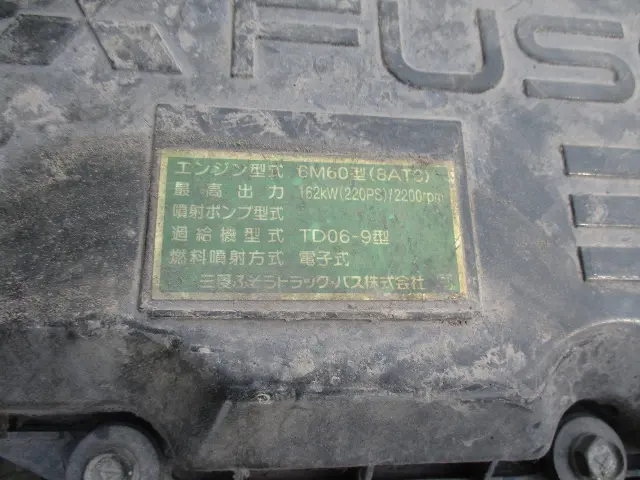 FUS
エンジン型式 6M60型(8AT3)
最高出力 162kW(220PS)/2200rpm
噴射ポンプ型式
過給機型式 TD06-9型
燃料噴射方式 電子式
三菱ふそうトラック・バス株式会社